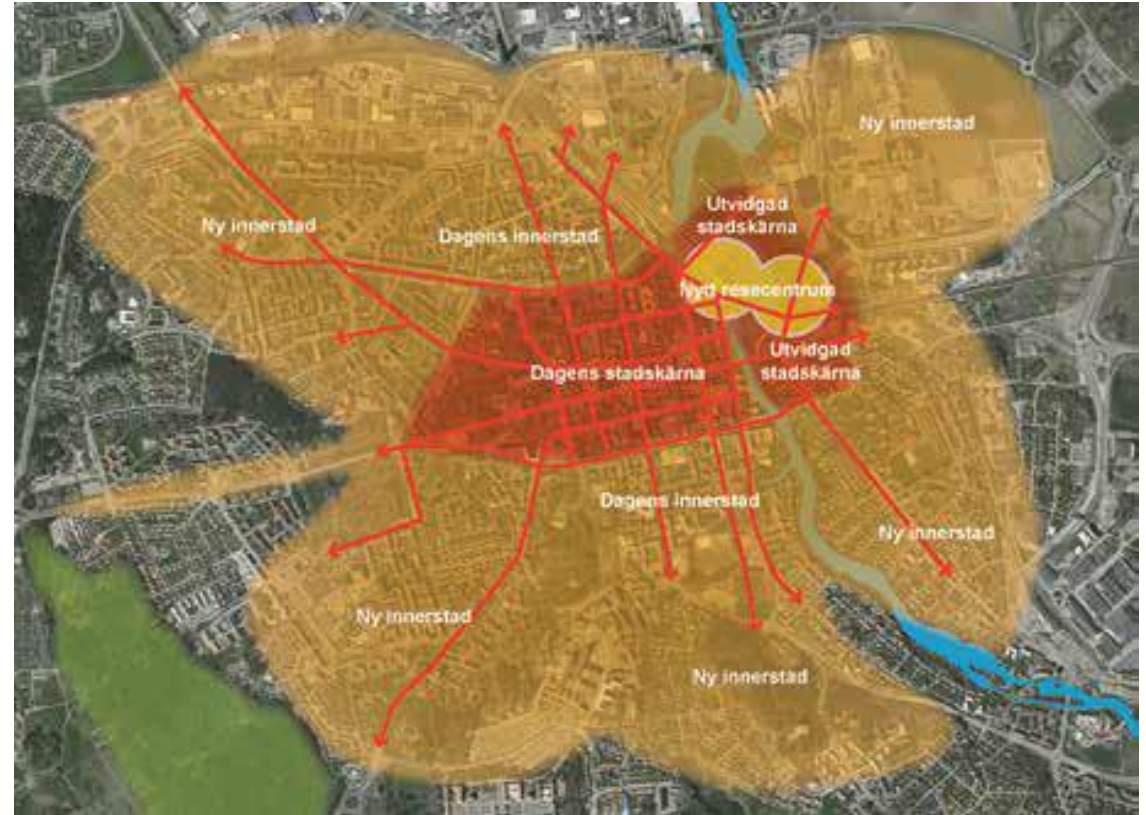 Ny innerstad
Utvidgad
stadskärna
Ny innerstad
Dagens innerstad
Nytt resecentrum
Utvidgad
stadskärna
Dagens stadskärna
Dagens innerstad
Ny innerstad
Ny innerstad
Ny innerstad